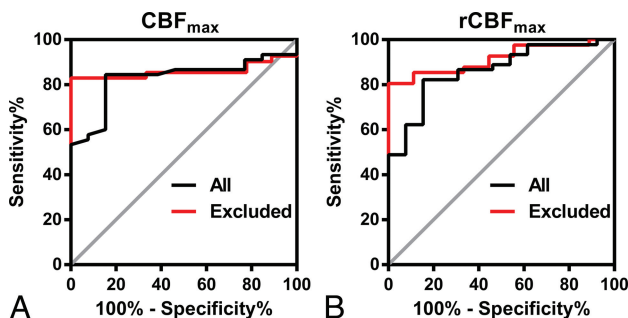 CBFmax
100
80
60
40
20
0
Sensitivity%
All
Excluded
0 20 40 60 80 100
100% - Specificity%
A
rCBFmax
100
80
60
40
20
0
Sensitivity%
All
Excluded
0 20 40 60 80 100
100% - Specificity%
B